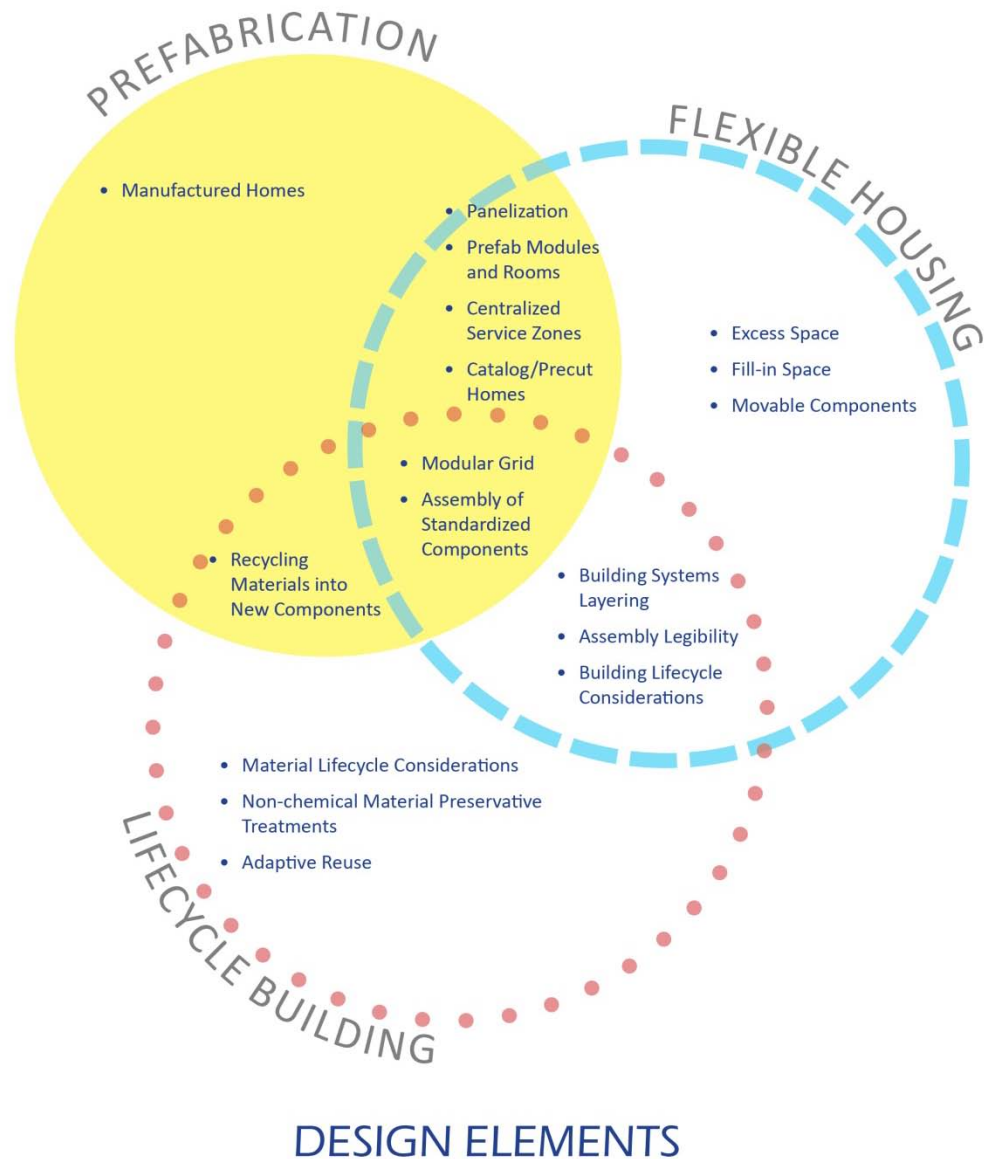 PREFABRICATION
FLEXIBLE HOUSING
• Manufactured Homes
• Panelization
• Prefab Modules
and Rooms
• Centralized
Service Zones
• Catalog/Precut
Homes
• Excess Space
• Fill-in Space
• Movable Components
• Modular Grid
• Assembly of
Standardized
Components
• Recycling
Materials into
New Components
• Building Systems
Layering
• Assembly Legibility
• Building Lifecycle
Considerations
• Material Lifecycle Considerations
• Non-chemical Material Preservative
Treatments
• Adaptive Reuse
LIFECYCLE BUILDING
DESIGN ELEMENTS